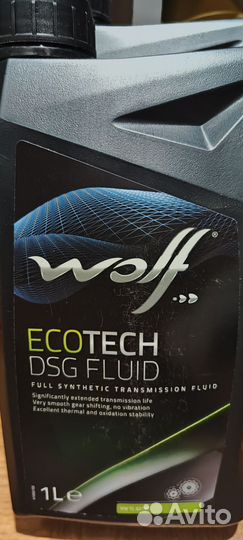 wolf®
ECOTECH
DSG FLUID
FULL SYNTHETIC TRANSMISSION FLUID
Significantly extended transmission life
Very smooth gear shifting, no vibration
Excellent thermal and oxidation stability
1L e
Avito